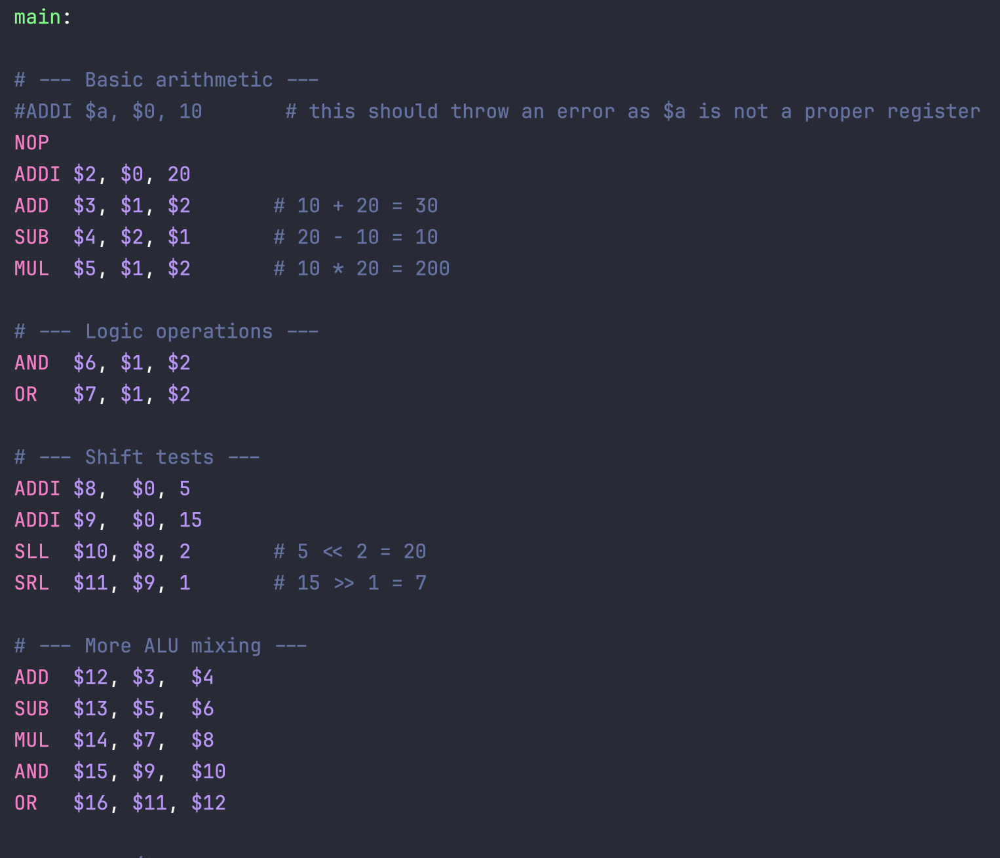 main:
# --- Basic arithmetic ---
#ADDI $a, $0, 10       # this should throw an error as $a is not a proper register
NOP
ADDI $2, $0, 20
ADD  $3, $1, $2       # 10 + 20 = 30
SUB  $4, $2, $1       # 20 - 10 = 10
MUL  $5, $1, $2       # 10 * 20 = 200
# --- Logic operations ---
AND  $6, $1, $2
OR   $7, $1, $2
# --- Shift tests ---
ADDI $8,  $0, 5
ADDI $9,  $0, 15
SLL  $10, $8, 2       # 5 << 2 = 20
SRL  $11, $9, 1       # 15 >> 1 = 7
# --- More ALU mixing ---
ADD  $12, $3,  $4
SUB  $13, $5,  $6
MUL  $14, $7,  $8
AND  $15, $9,  $10
OR   $16, $11, $12